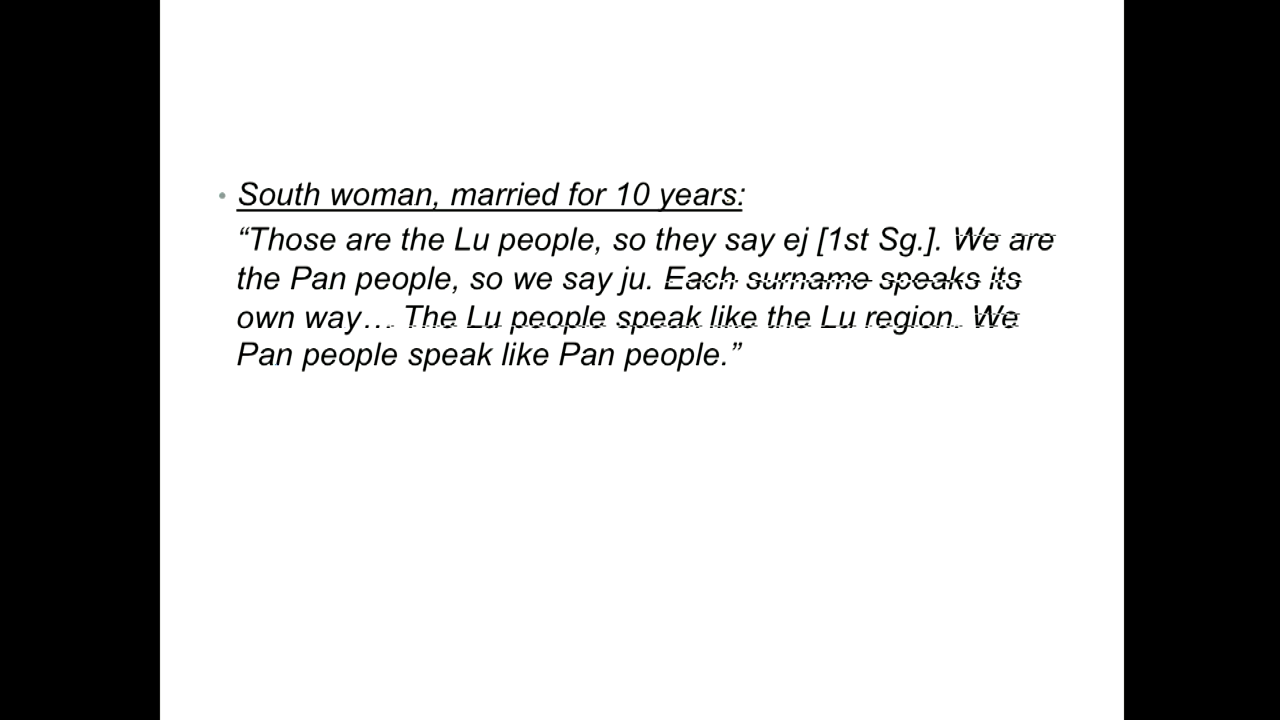 • South woman, married for 10 years:
“Those are the Lu people, so they say ej [1st Sg.]. We are
the Pan people, so we say ju. Each surname speaks its
own way… The Lu people speak like the Lu region. We
Pan people speak like Pan people.”